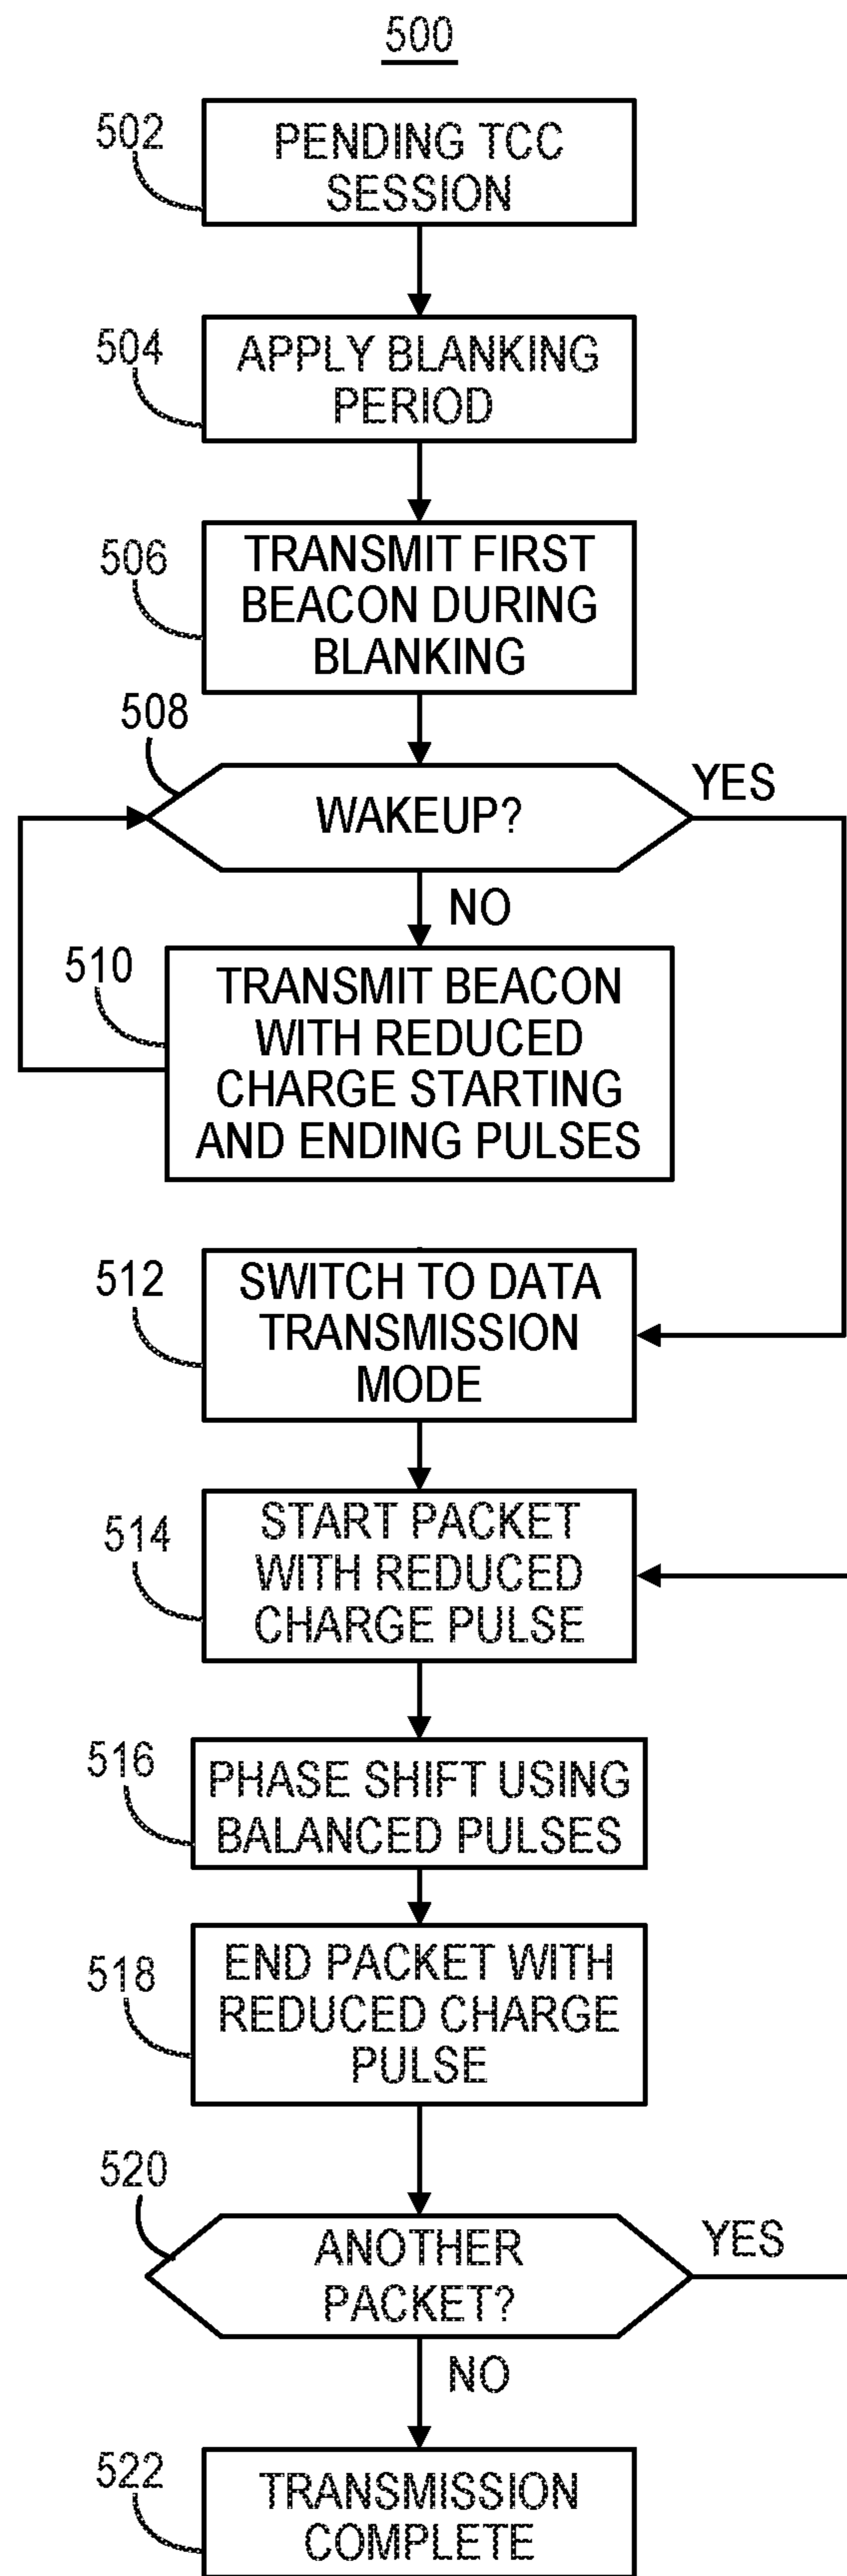 500
502
PENDING TCC
SESSION
504
APPLY BLANKING
PERIOD
506
TRANSMIT FIRST
BEACON DURING
BLANKING
508
WAKEUP?
YES
NO
510
TRANSMIT BEACON
WITH REDUCED
CHARGE STARTING
AND ENDING PULSES
512
SWITCH TO DATA
TRANSMISSION
MODE
514
START PACKET
WITH REDUCED
CHARGE PULSE
516
PHASE SHIFT USING
BALANCED PULSES
518
END PACKET WITH
REDUCED CHARGE
PULSE
520
ANOTHER
PACKET?
YES
NO
522
TRANSMISSION
COMPLETE